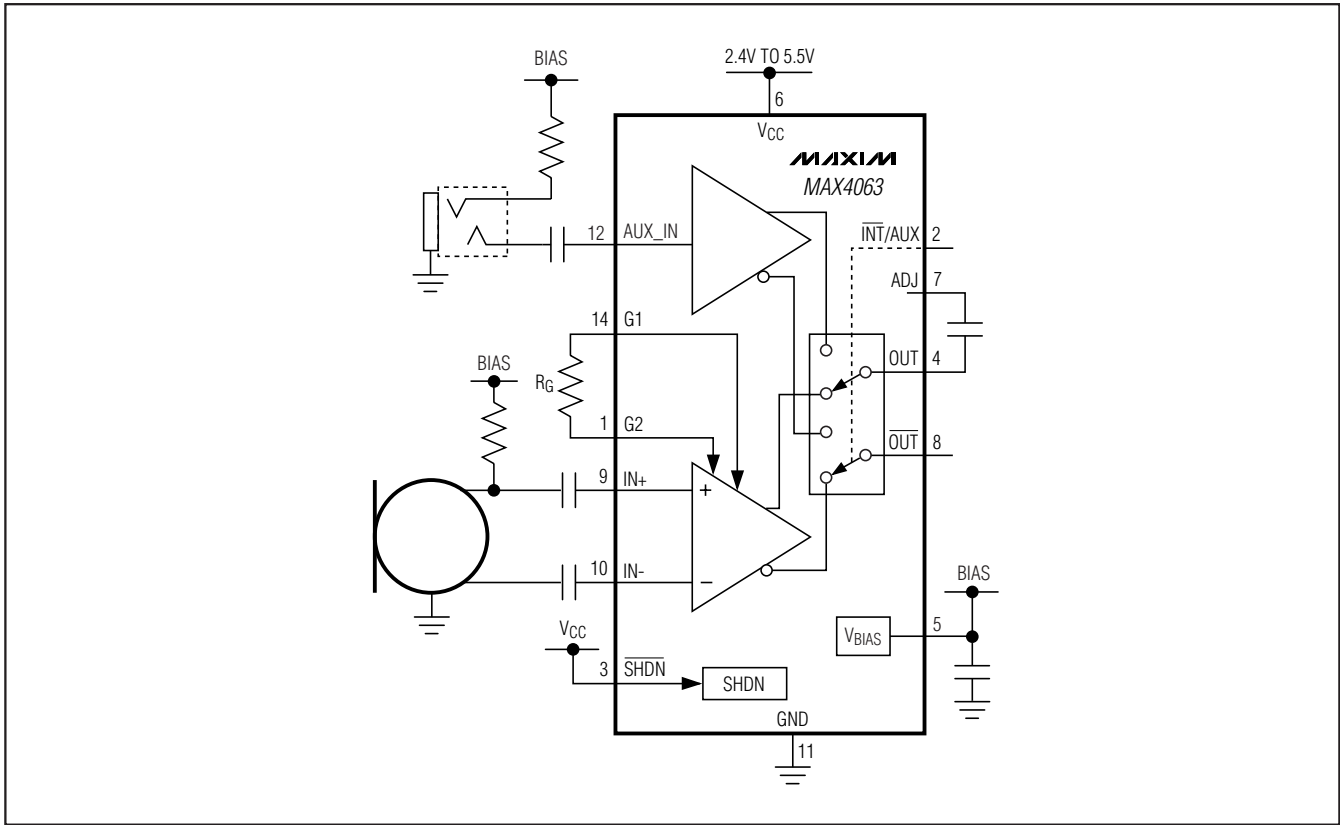 BIAS
2.4V TO 5.5V
6
VCC
MAXIM
MAX4063
12 AUX_IN
INT/AUX 2
ADJ 7
14 G1
OUT 4
BIAS
RG
1 G2
OUT 8
9 IN+
+
10 IN-
−
BIAS
VCC
VBIAS 5
3 SHDN
SHDN
GND
11